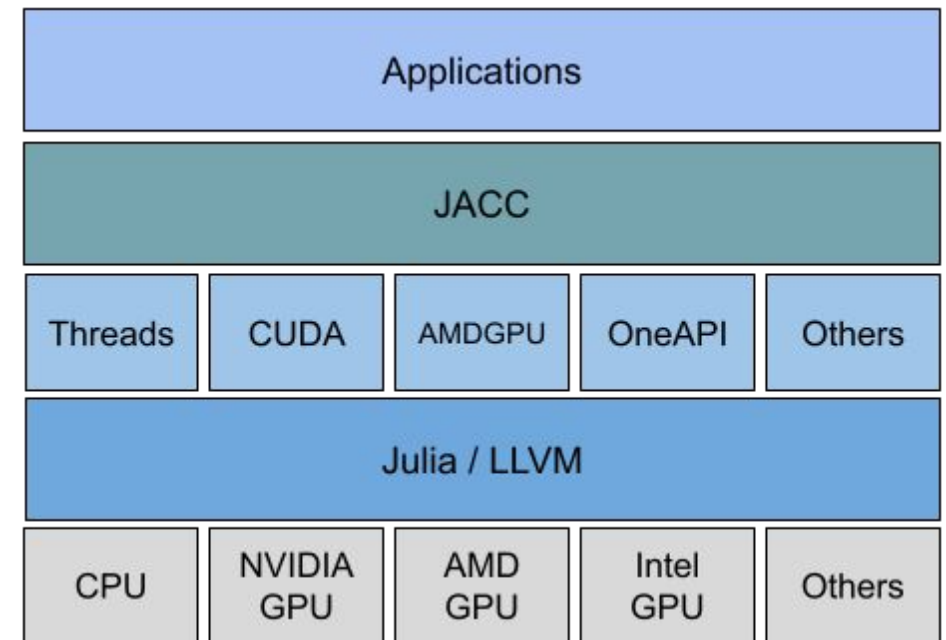 Applications
JACC
Threads
CUDA
AMDGPU
OneAPI
Others
Julia / LLVM
CPU
NVIDIA
GPU
AMD
GPU
Intel
GPU
Others